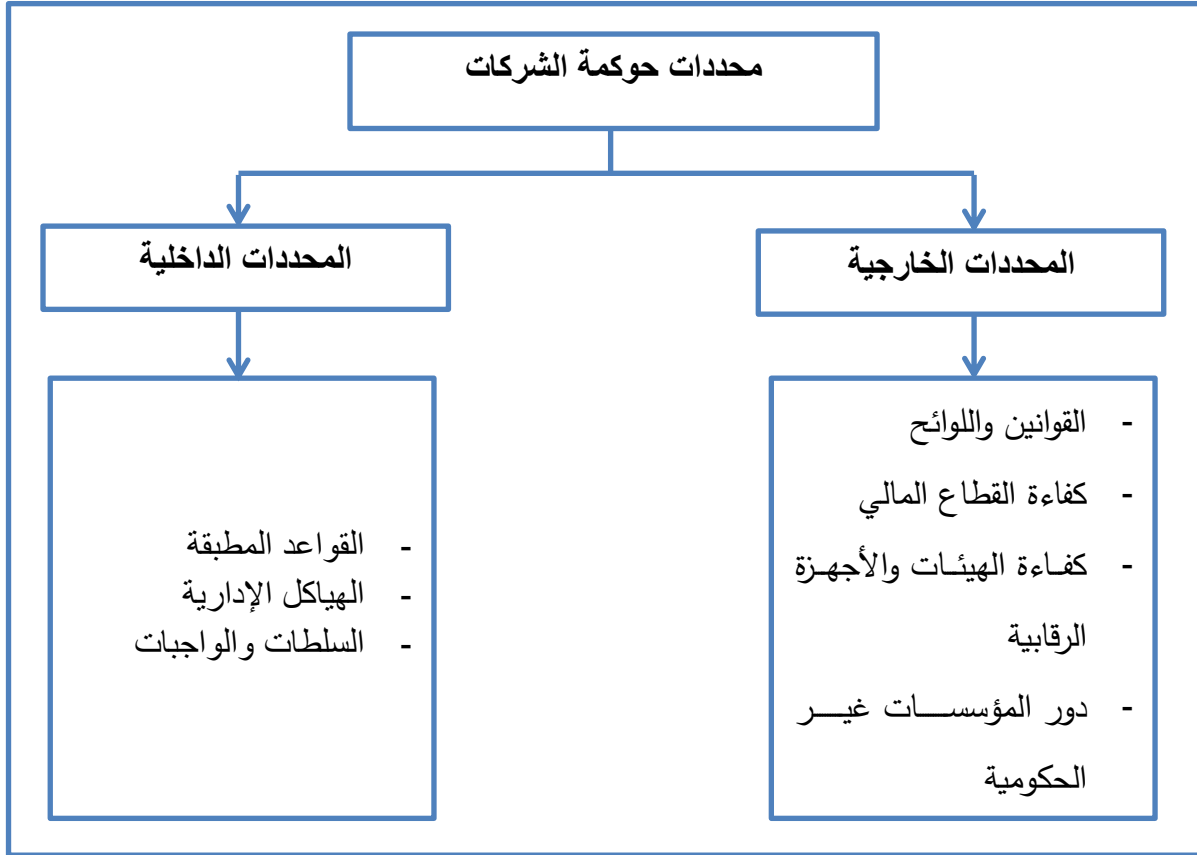 محددات حوكمة الشركات
المحددات الخارجية
المحددات الداخلية
- القوانين واللوائح
- كفاءة القطاع المالي
- كفاءة الهيئات والأجهزة
الرقابية
- دور المؤسسات غير
الحكومية
- القواعد المطبقة
- الهياكل الإدارية
- السلطات والواجبات